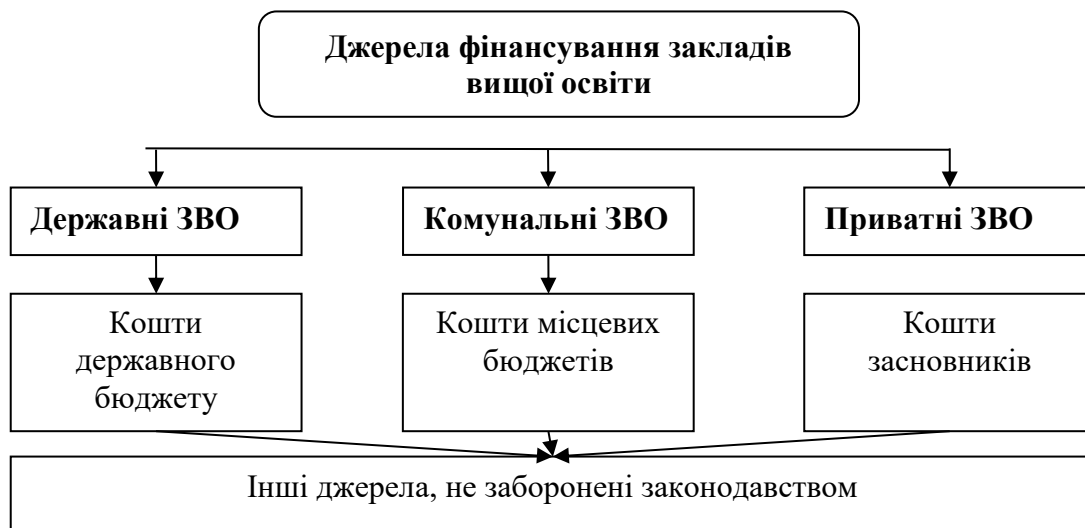 Джерела фінансування закладів
вищої освіти
Державні ЗВО
Комунальні ЗВО
Приватні ЗВО
Кошти
державного
бюджету
Кошти місцевих
бюджетів
Кошти
засновників
Інші джерела, не заборонені законодавством